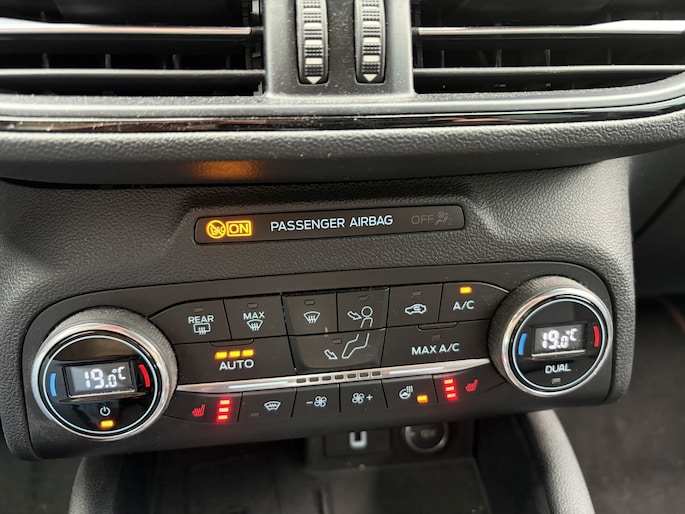 ON PASSENGER AIRBAG OFF
REAR
MAX
A/C
19.0°C
AUTO
MAX A/C
19.0°C
DUAL
- +